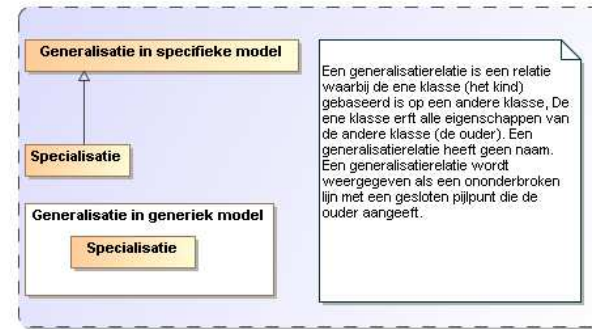 Generalisatie in specifieke model
Specialisatie
Generalisatie in generiek model
Specialisatie
Een generalisatierelatie is een relatie
waarbij de ene klasse (het kind)
gebaseerd is op een andere klasse, De
ene klasse erft alle eigenschappen van
de andere klasse (de ouder). Een
generalisatierelatie heeft geen naam.
Een generalisatierelatie wordt
weergegeven als een ononderbroken
lijn met een gesloten pijlpunt die de
ouder aangeeft.